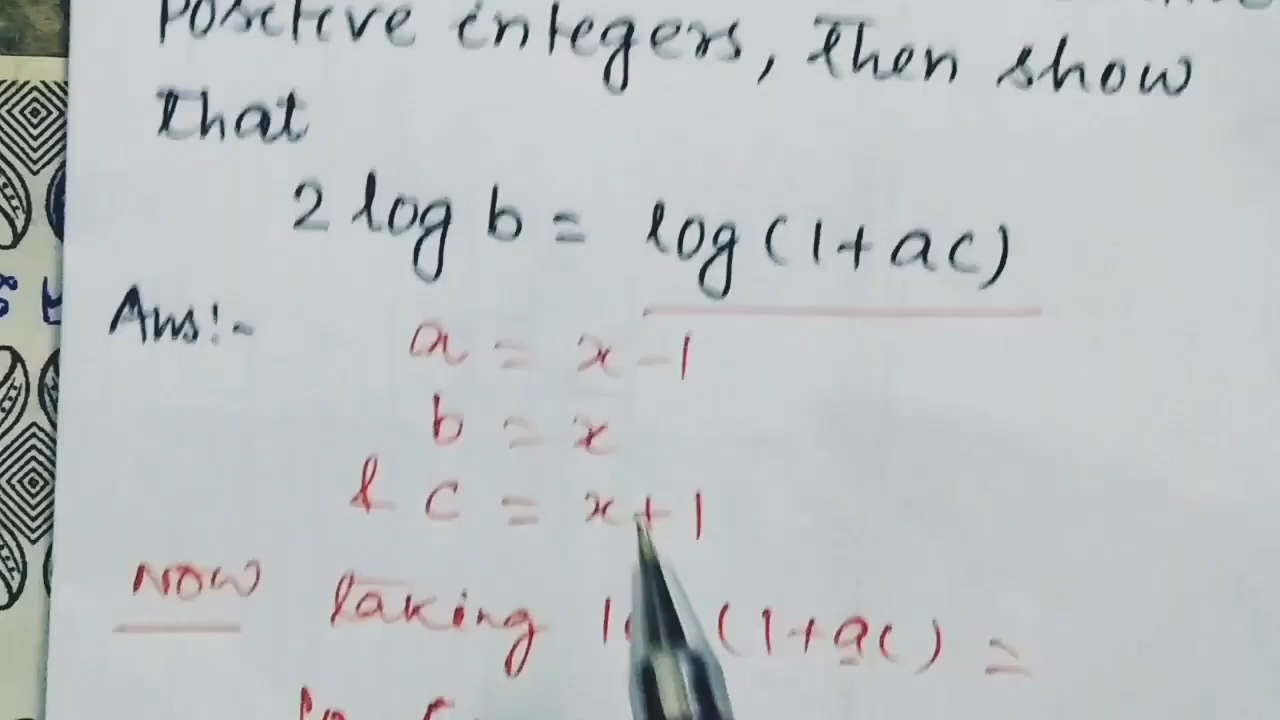 Positive integers, Then show
that
2 log b = log (1+ac)
Ans:-
a = x-1
b = x
& c = x+1
Now taking (1+ac) =